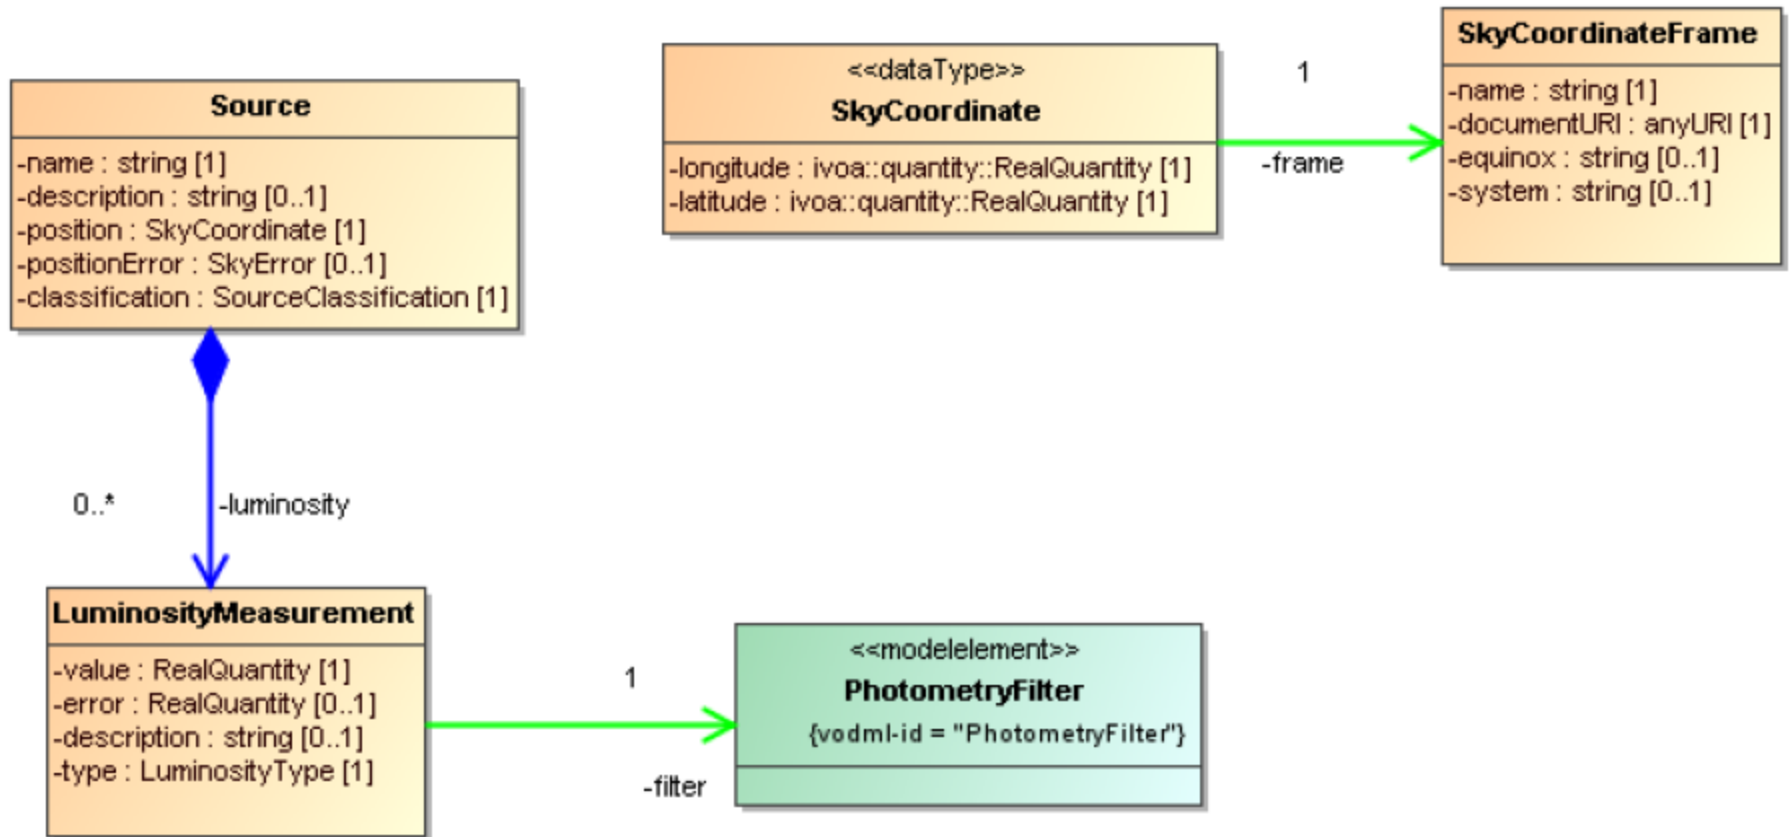 Source
-name : string [1]
-description : string [0..1]
-position : SkyCoordinate [1]
-positionError : SkyError [0..1]
-classification : SourceClassification [1]
<<dataType>>
SkyCoordinate
-longitude : ivoa::quantity::RealQuantity [1]
-latitude : ivoa::quantity::RealQuantity [1]
1
-frame
SkyCoordinateFrame
-name : string [1]
-documentURI : anyURI [1]
-equinox : string [0..1]
-system : string [0..1]
0..*
-luminosity
LuminosityMeasurement
-value : RealQuantity [1]
-error : RealQuantity [0..1]
-description : string [0..1]
-type : LuminosityType [1]
1
-filter
<<modelelement>>
PhotometryFilter
{vodml-id = "PhotometryFilter"}